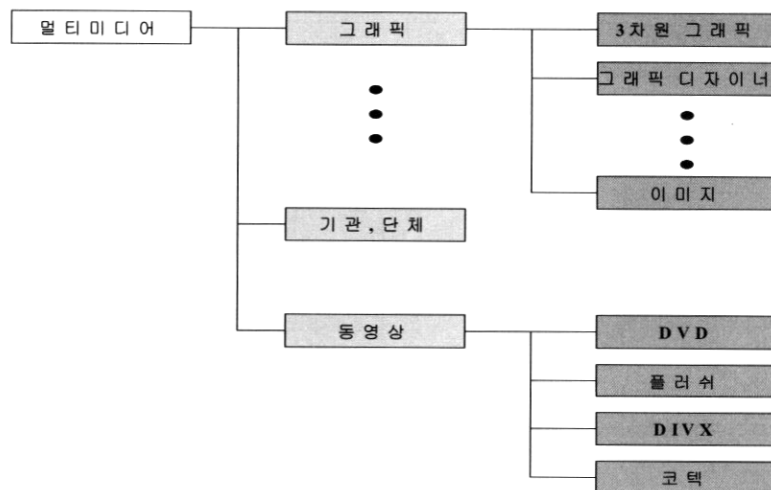 멀티미디어
그래픽
3차원 그래픽
그래픽 디자이너
이미지
기관,단체
동영상
DVD
플러쉬
DIVX
코텍